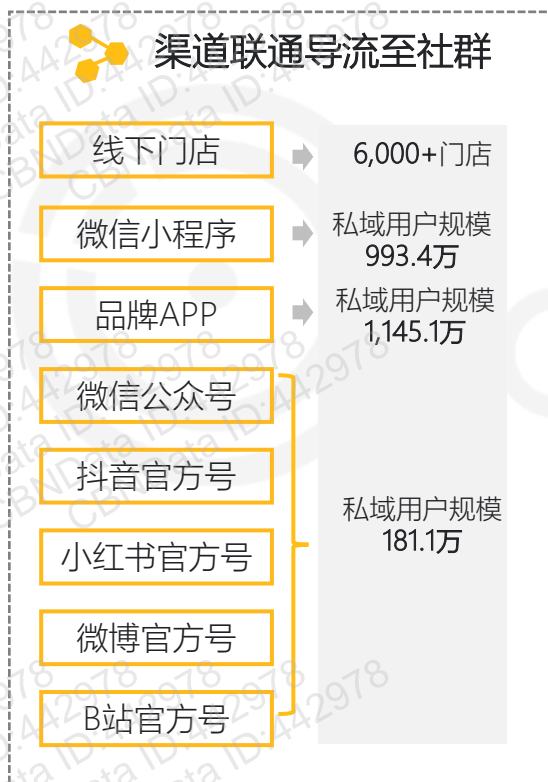 渠道联通导流至社群
线下门店
6,000+门店
微信小程序
私域用户规模
993.4万
品牌APP
私域用户规模
1,145.1万
微信公众号
抖音官方号
小红书官方号
微博官方号
B站官方号
私域用户规模
181.1万
CBNData ID:442978